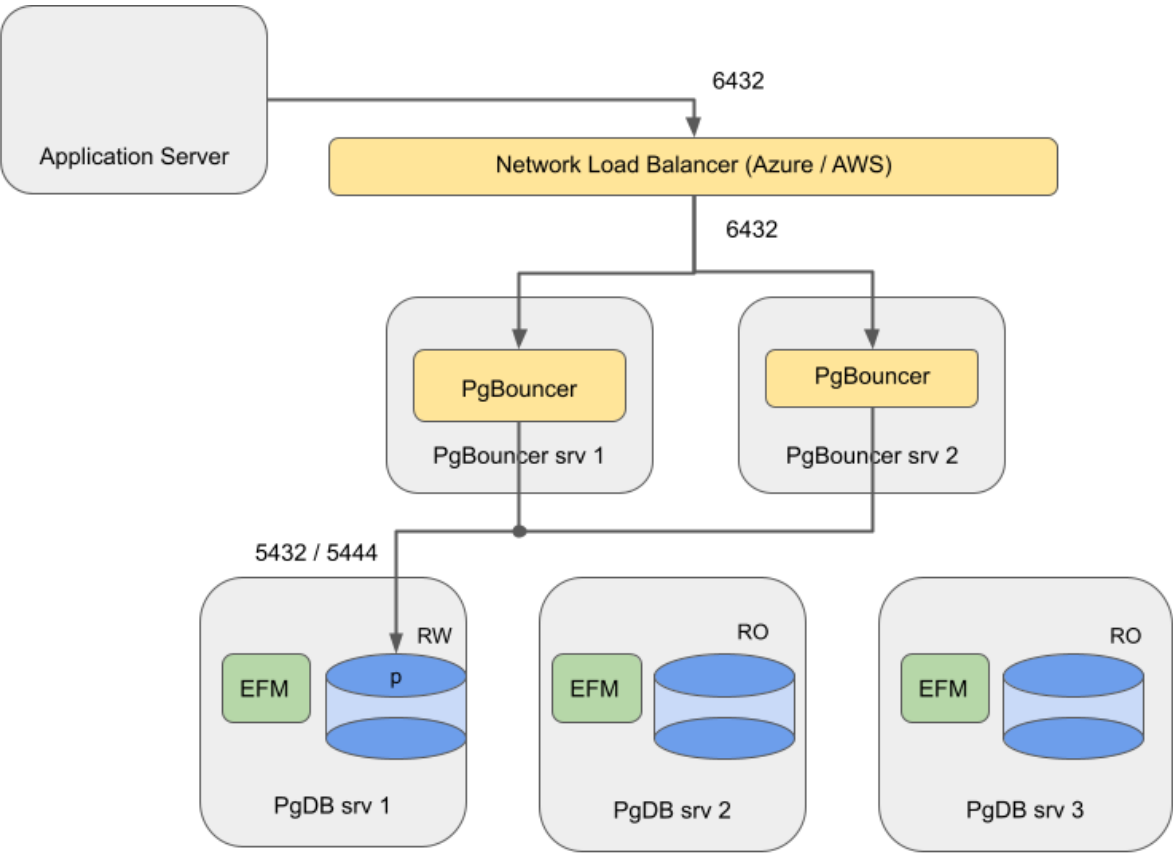 6432
Application Server
Network Load Balancer (Azure / AWS)
6432
PgBouncer
PgBouncer
PgBouncer srv 1
PgBouncer srv 2
5432 / 5444
RW
RO
RO
EFM
p
EFM
EFM
PgDB srv 1
PgDB srv 2
PgDB srv 3